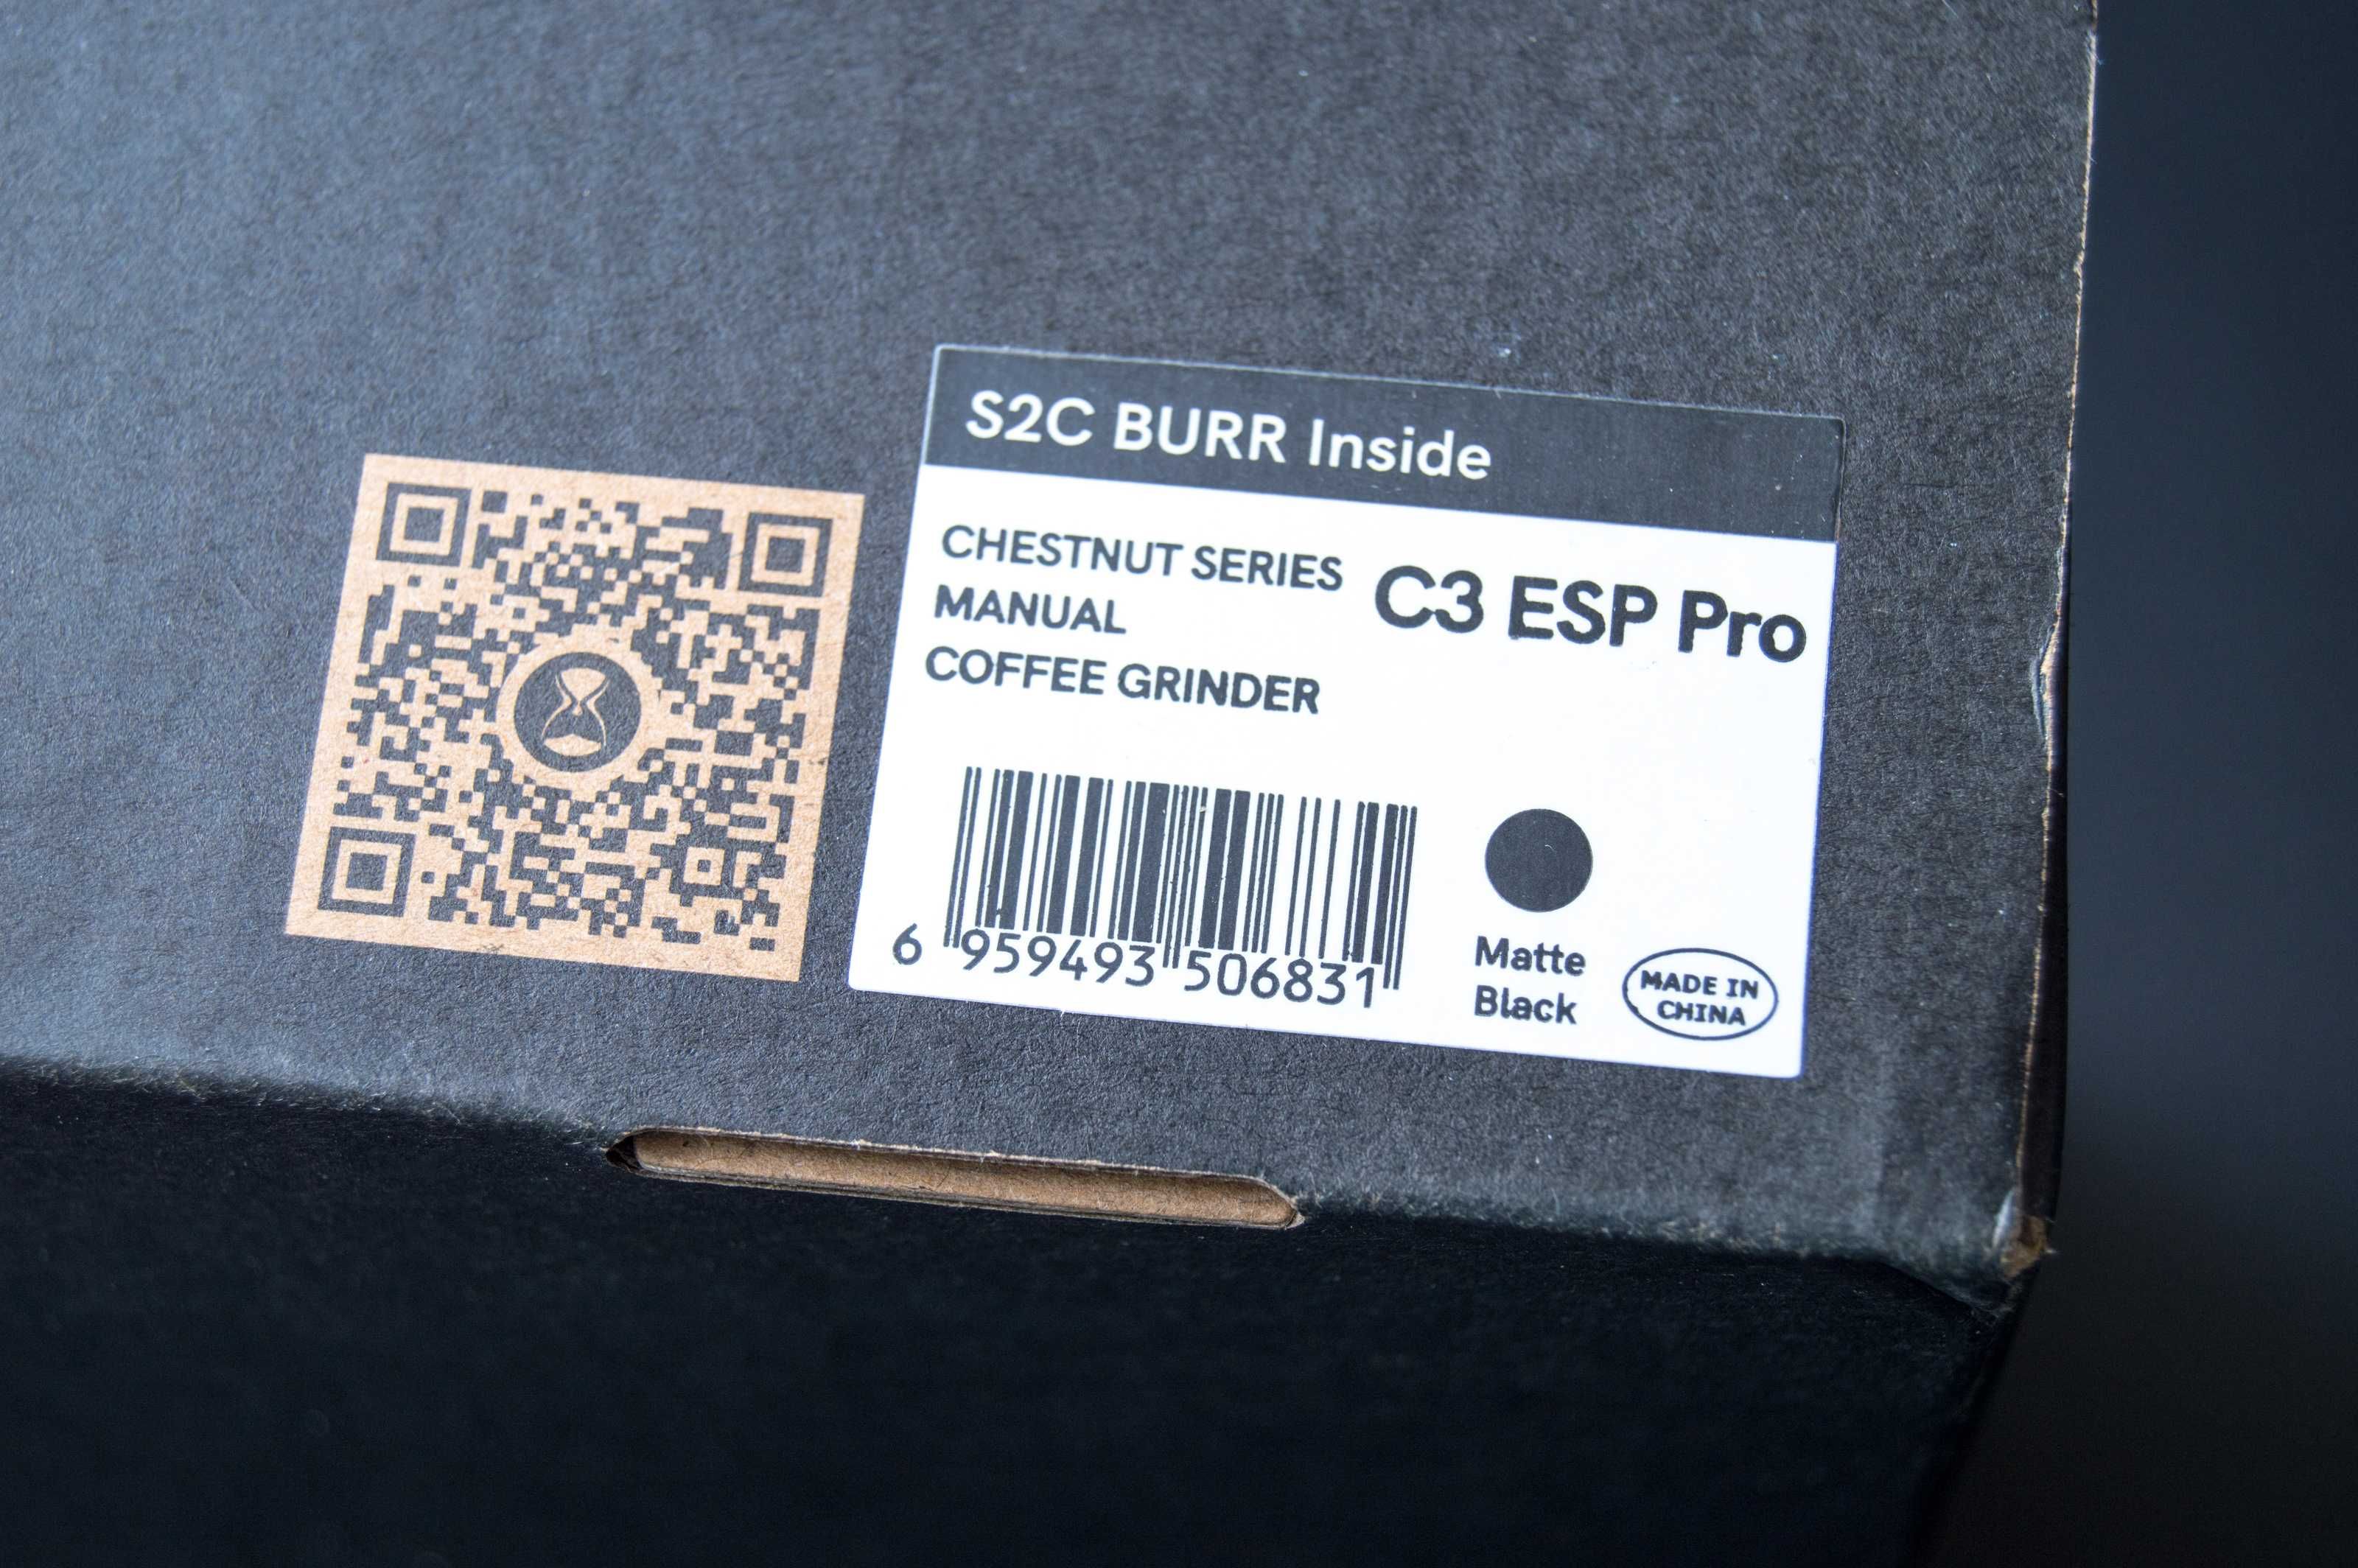 S2C BURR Inside
CHESTNUT SERIES
MANUAL
COFFEE GRINDER
C3 ESP Pro
6 959493 506831
Matte
Black
MADE IN
CHINA